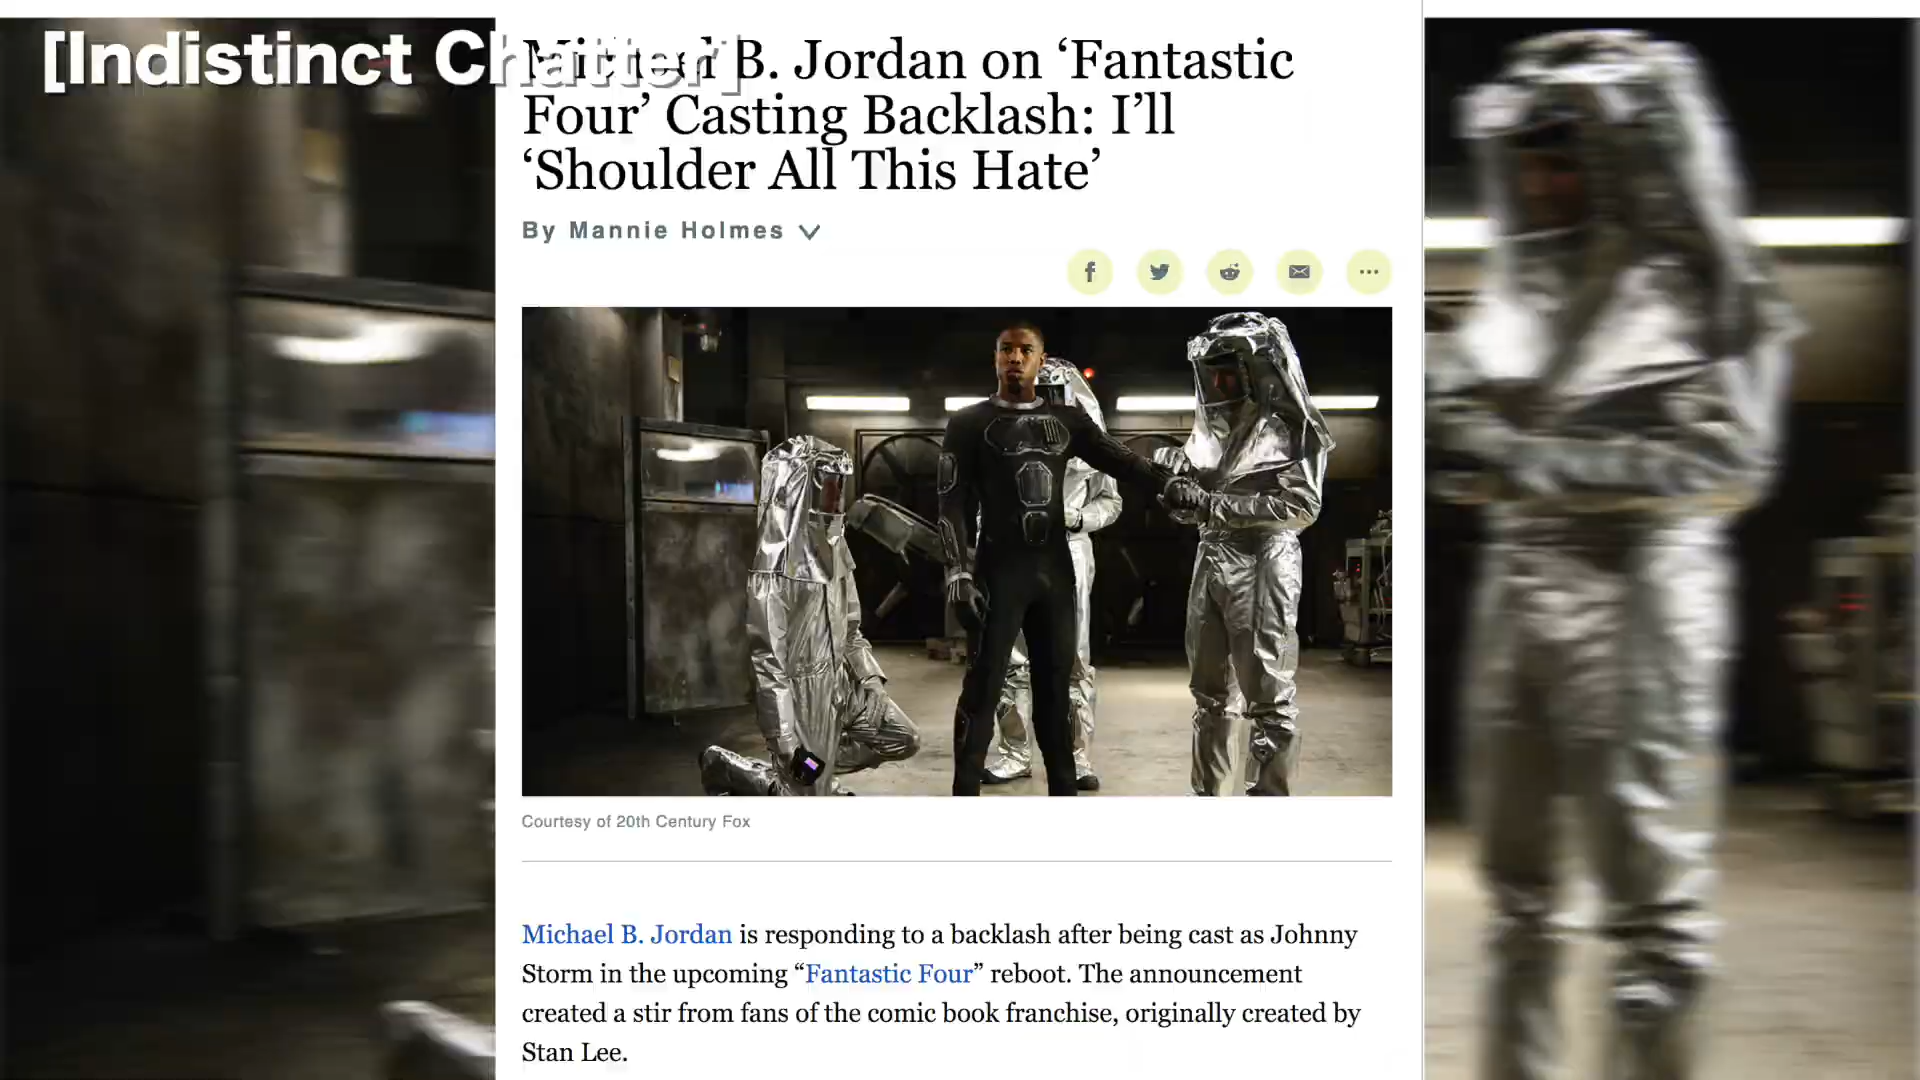 [Indistinct Chatter]
Michael B. Jordan on ‘Fantastic
Four’ Casting Backlash: I’ll
‘Shoulder All This Hate’
By Mannie Holmes
Courtesy of 20th Century Fox
Michael B. Jordan is responding to a backlash after being cast as Johnny
Storm in the upcoming “Fantastic Four” reboot. The announcement
created a stir from fans of the comic book franchise, originally created by
Stan Lee.